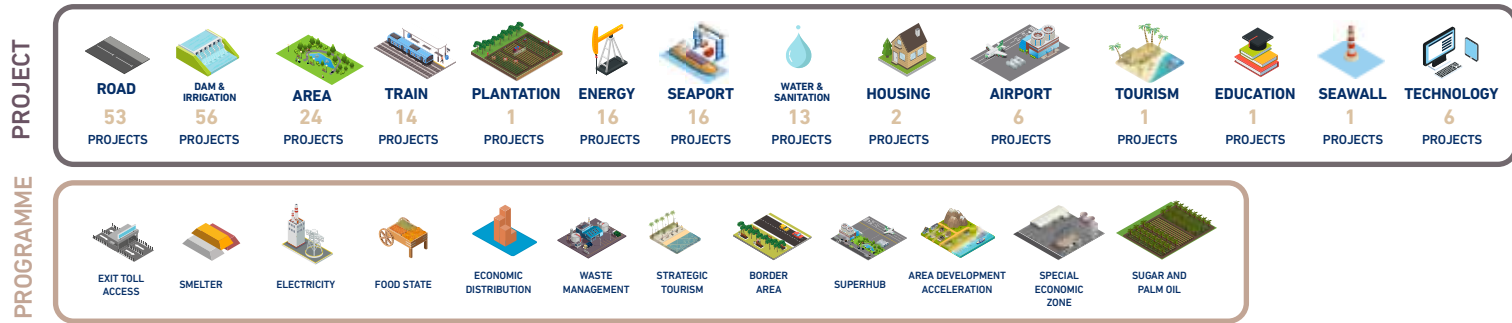 PROJECT
ROAD
53
PROJECTS
DAM &
IRRIGATION
56
PROJECTS
AREA
24
PROJECTS
TRAIN
14
PROJECTS
PLANTATION
1
PROJECTS
ENERGY
16
PROJECTS
SEAPORT
16
PROJECTS
WATER &
SANITATION
13
PROJECTS
HOUSING
2
PROJECTS
AIRPORT
6
PROJECTS
TOURISM
1
PROJECTS
EDUCATION
1
PROJECTS
SEAWALL
1
PROJECTS
TECHNOLOGY
6
PROJECTS
PROGRAMME
EXIT TOLL
ACCESS
SMELTER
ELECTRICITY
FOOD STATE
ECONOMIC
DISTRIBUTION
WASTE
MANAGEMENT
STRATEGIC
TOURISM
BORDER
AREA
SUPERHUB
AREA DEVELOPMENT
ACCELERATION
SPECIAL
ECONOMIC
ZONE
SUGAR AND
PALM OIL